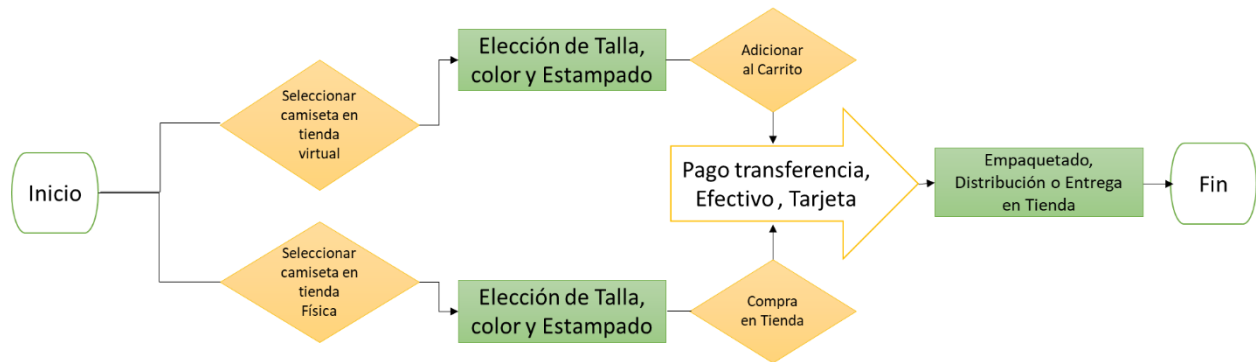 Inicio
Seleccionar
camiseta en
tienda
virtual
Elección de Talla,
color y Estampado
Adicionar
al Carrito
Seleccionar
camiseta en
tienda
Física
Elección de Talla,
color y Estampado
Compra
en Tienda
Pago transferencia,
Efectivo , Tarjeta
Empaquetado,
Distribución o Entrega
en Tienda
Fin